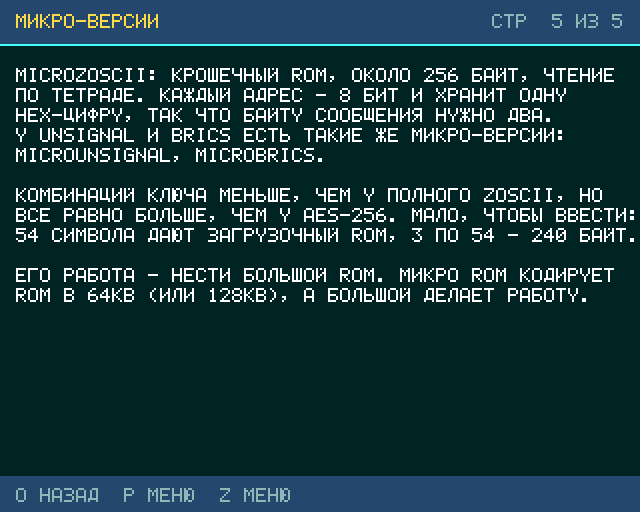 МИКРО-ВЕРСИИ
СТР 5 ИЗ 5
MICROZOSCII: КРОШЕЧНЫЙ ROM, ОКОЛО 256 БАЙТ, ЧТЕНИЕ
ПО ТЕТРАДЕ. КАЖДЫЙ АДРЕС - 8 БИТ И ХРАНИТ ОДНУ
HEX-ЦИФРУ, ТАК ЧТО БАЙТУ СООБЩЕНИЯ НУЖНО ДВА.
У UNSIGNAL И BRICS ЕСТЬ ТАКИЕ ЖЕ МИКРО-ВЕРСИИ:
MICROUNSIGNAL, MICROBRICS.
КОМБИНАЦИЙ КЛЮЧА МЕНЬШЕ, ЧЕМ У ПОЛНОГО ZOSCII, НО
ВСЕ РАВНО БОЛЬШЕ, ЧЕМ У AES-256. МАЛО, ЧТОБЫ ВВЕСТИ:
54 СИМВОЛА ДАЮТ ЗАГРУЗОЧНЫЙ ROM, 3 ПО 54 - 240 БАЙТ.
ЕГО РАБОТА - НЕСТИ БОЛЬШОЙ ROM. МИКРО ROM КОДИРУЕТ
ROM В 64KB (ИЛИ 128KB), А БОЛЬШОЙ ДЕЛАЕТ РАБОТУ.
O НАЗАД P МЕНЮ Z МЕНЮ